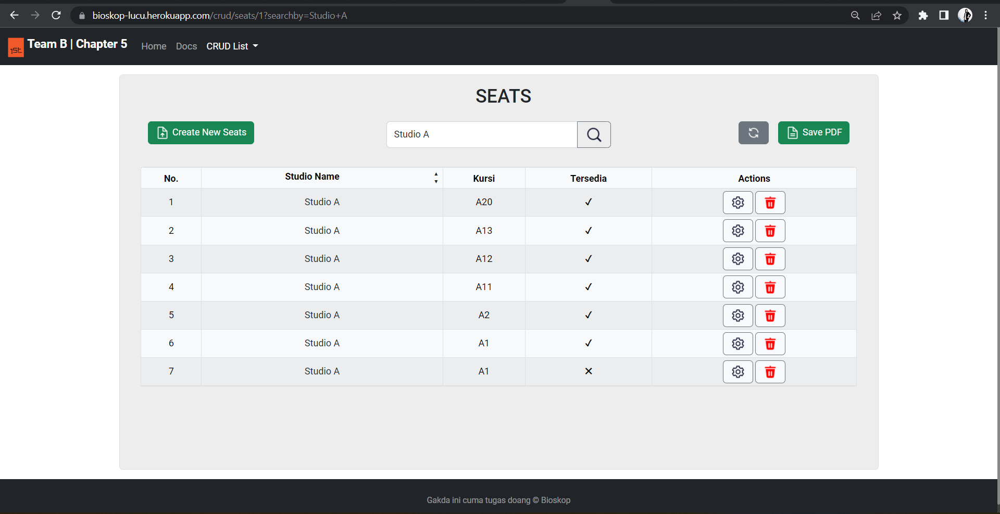 bioskop-lucu.herokuapp.com/crud/seats/1?searchby=Studio+A
Team B | Chapter 5 Home Docs CRUD List
SEATS
Create New Seats Studio A Save PDF
No. Studio Name Kursi Tersedia Actions
1 Studio A A20 ✓
2 Studio A A13 ✓
3 Studio A A12 ✓
4 Studio A A11 ✓
5 Studio A A2 ✓
6 Studio A A1 ✓
7 Studio A A1 ✕
Gakda ini cuma tugas doang © Bioskop